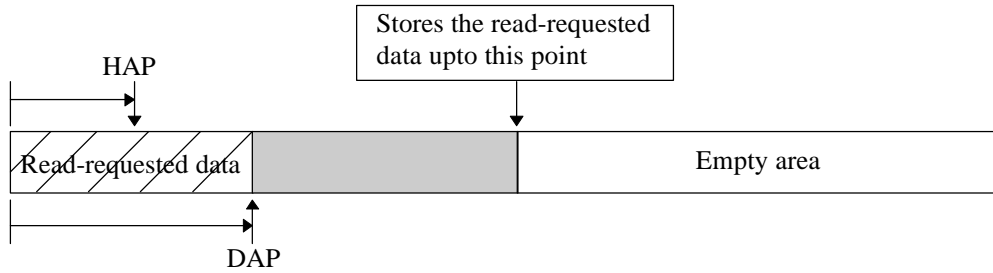 Stores the read-requested
data upto this point
HAP
Read-requested data
Empty area
DAP